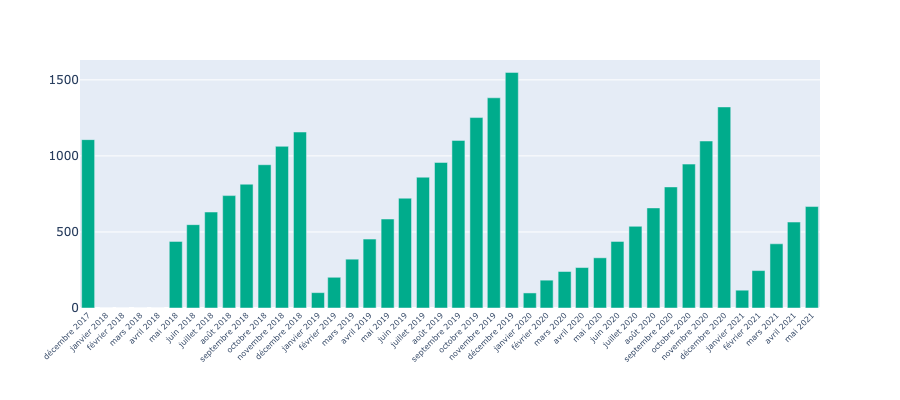 1500
1000
500
0
décembre 2017
janvier 2018
février 2018
mars 2018
avril 2018
mai 2018
juin 2018
juillet 2018
août 2018
septembre 2018
octobre 2018
novembre 2018
décembre 2018
janvier 2019
février 2019
mars 2019
avril 2019
mai 2019
juin 2019
juillet 2019
août 2019
septembre 2019
octobre 2019
novembre 2019
décembre 2019
janvier 2020
février 2020
mars 2020
avril 2020
mai 2020
juin 2020
juillet 2020
août 2020
septembre 2020
octobre 2020
novembre 2020
décembre 2020
janvier 2021
février 2021
mars 2021
avril 2021
mai 2021